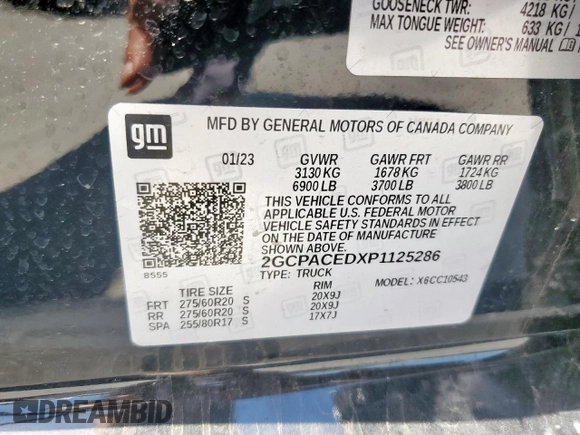 GOOSENECK TWR:
4218 KG /
MAX TONGUE WEIGHT:
633 KG / 1
SEE OWNER'S MANUAL
gm
MFD BY GENERAL MOTORS OF CANADA COMPANY
01/23 GVWR GAWR FRT GAWR RR
3130 KG 1678 KG 1724 KG
6900 LB 3700 LB 3800 LB
THIS VEHICLE CONFORMS TO ALL
APPLICABLE U.S. FEDERAL MOTOR
VEHICLE SAFETY STANDARDS IN EFFECT
ON THE DATE OF MANUFACTURE
SHOWN ABOVE.
2GCPACEDXP1125286
8555
TYPE: TRUCK MODEL: X6CC10543
TIRE SIZE RIM
FRT 275/60R20 S 20X9J
RR 275/60R20 S 20X9J
SPA 255/80R17 S 17X7J
DREAMBID